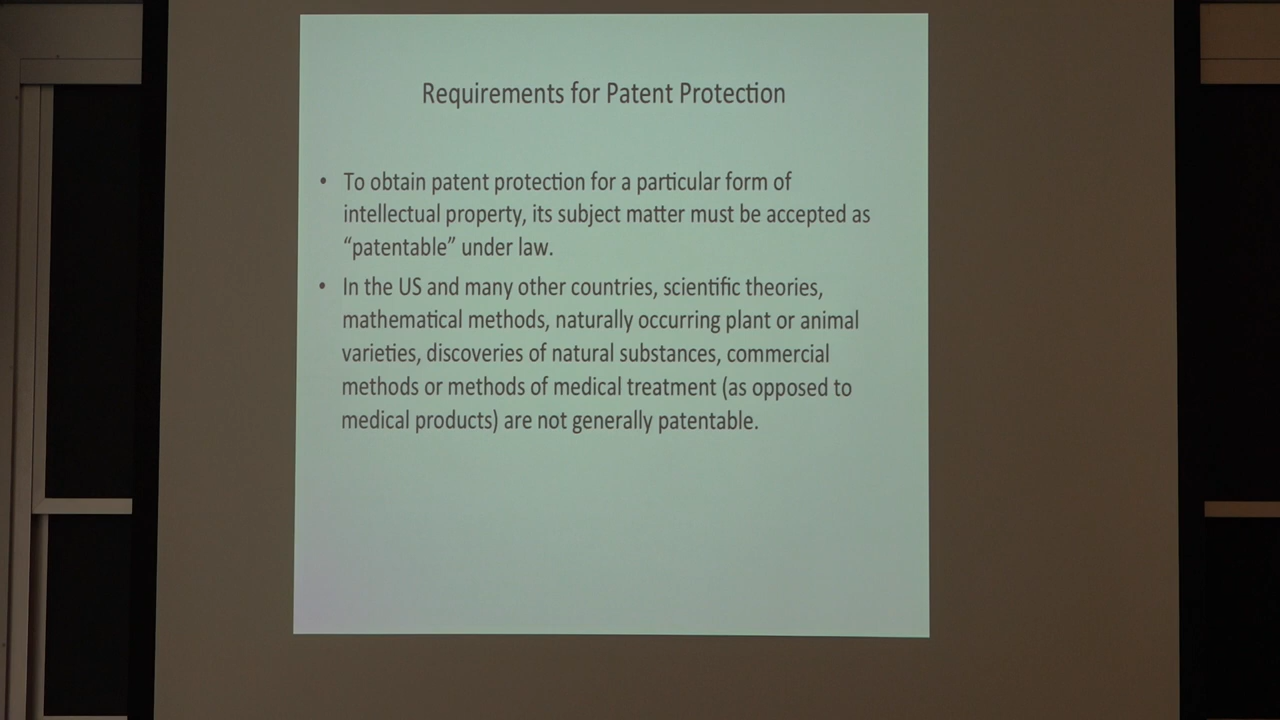 Requirements for Patent Protection
• To obtain patent protection for a particular form of
intellectual property, its subject matter must be accepted as
“patentable” under law.
• In the US and many other countries, scientific theories,
mathematical methods, naturally occurring plant or animal
varieties, discoveries of natural substances, commercial
methods or methods of medical treatment (as opposed to
medical products) are not generally patentable.